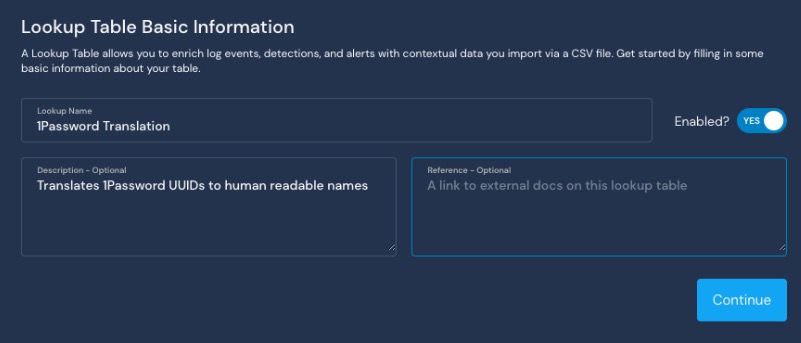 Lookup Table Basic Information
A Lookup Table allows you to enrich log events, detections, and alerts with contextual data you import via a CSV file. Get started by filling in some
basic information about your table.
Lookup Name
1Password Translation
Enabled?
YES
Description - Optional
Translates 1Password UUIDs to human readable names
Reference - Optional
A link to external docs on this lookup table
Continue